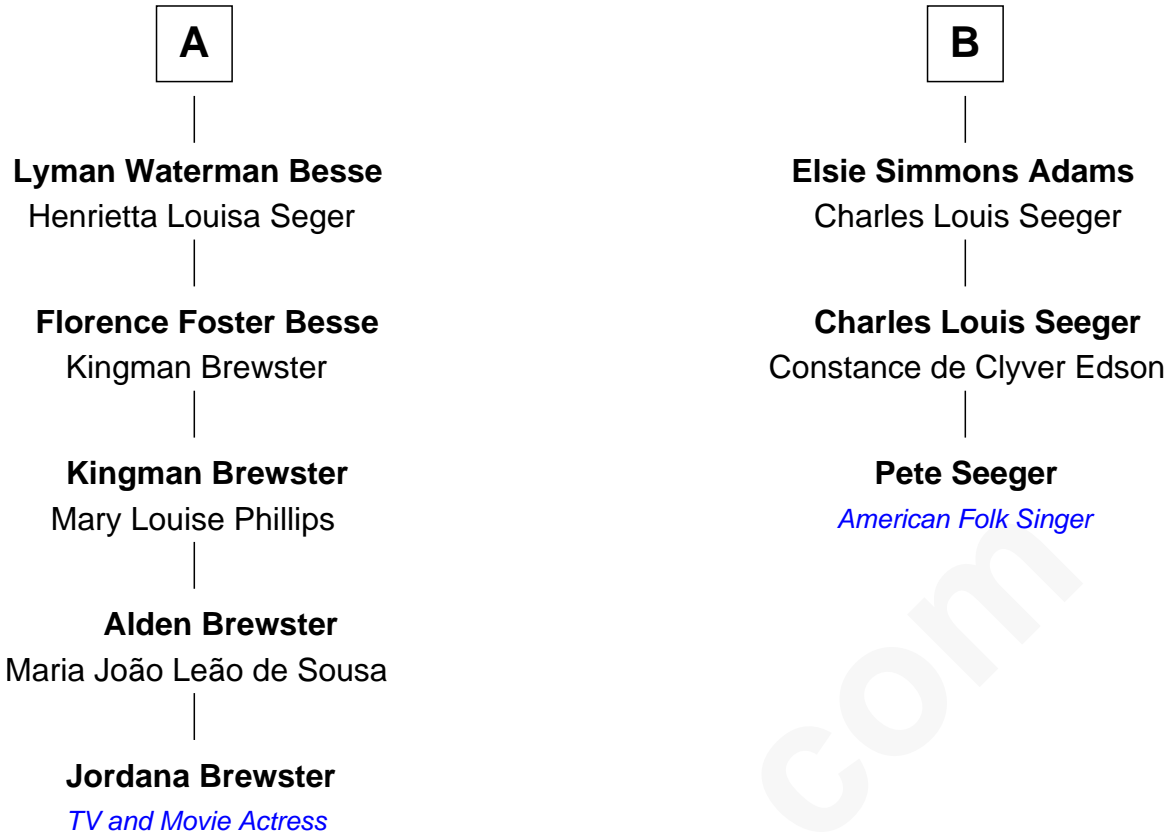 A
Lyman Waterman Besse
Henrietta Louisa Seger
Florence Foster Besse
Kingman Brewster
Kingman Brewster
Mary Louise Phillips
Alden Brewster
Maria João Leão de Sousa
Jordana Brewster
TV and Movie Actress
B
Elsie Simmons Adams
Charles Louis Seeger
Charles Louis Seeger
Constance de Clyver Edson
Pete Seeger
American Folk Singer
com